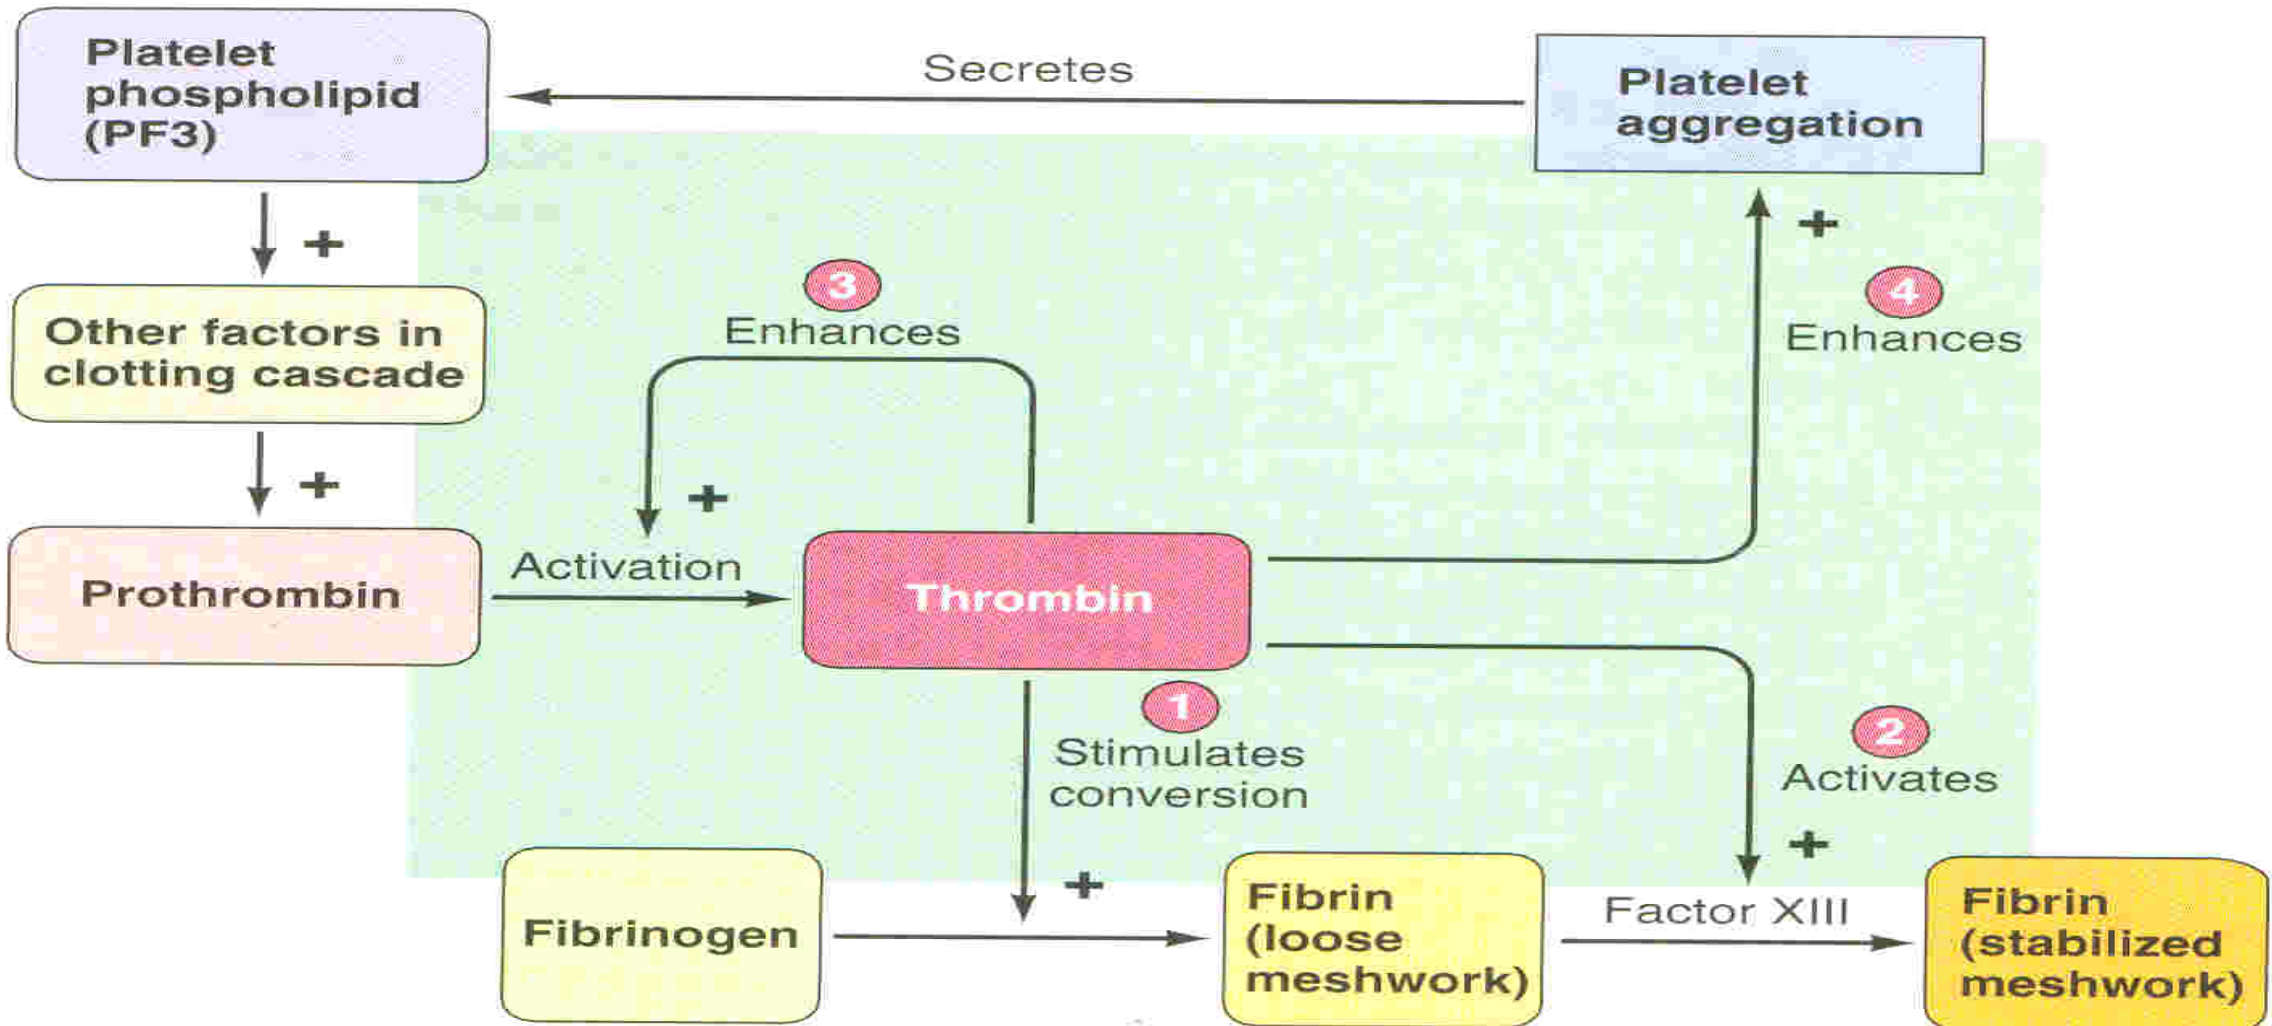 Platelet
phospholipid
(PF3)
Secretes
Platelet
aggregation
+
+
3
Enhances
4
Enhances
Other factors in
clotting cascade
+
+
Prothrombin
Activation
Thrombin
1
Stimulates
conversion
2
Activates
+
+
Fibrinogen
Fibrin
(loose
meshwork)
Factor XIII
Fibrin
(stabilized
meshwork)